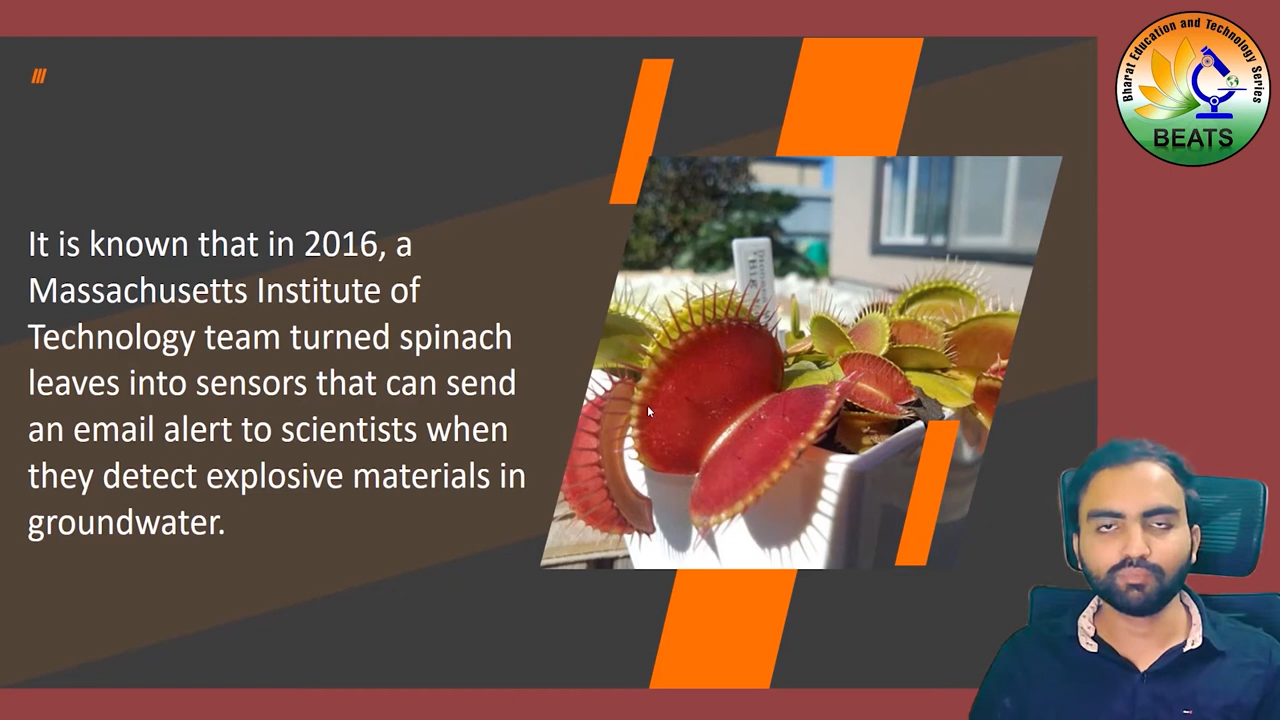 It is known that in 2016, a
Massachusetts Institute of
Technology team turned spinach
leaves into sensors that can send
an email alert to scientists when
they detect explosive materials in
groundwater.
Bharat Education and Technology Series
BEATS